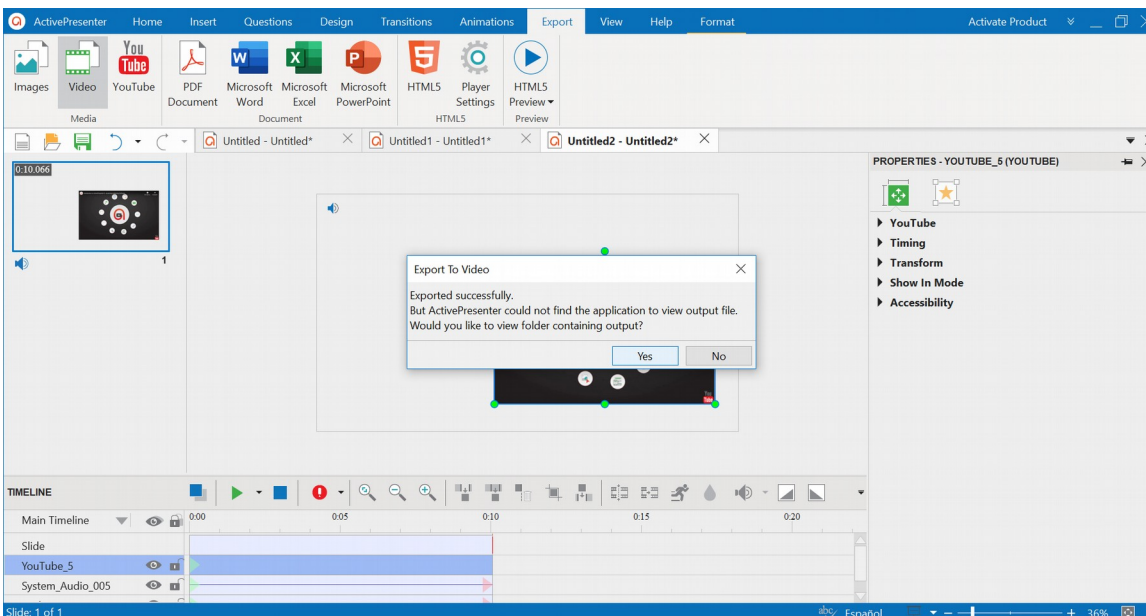 ActivePresenter Home Insert Questions Design Transitions Animations Export View Help Format Activate Product
Images Video YouTube PDF Document Microsoft Word Microsoft Excel Microsoft PowerPoint HTML5 Player Settings HTML5 Preview
You Tube
Media Document HTML5 Preview
Untitled - Untitled* Untitled1 - Untitled1* Untitled2 - Untitled2*
PROPERTIES - YOUTUBE_5 (YOUTUBE)
0:10.066
1
YouTube
Timing
Transform
Show In Mode
Accessibility
Export To Video
Exported successfully.
But ActivePresenter could not find the application to view output file.
Would you like to view folder containing output?
Yes No
TIMELINE
Main Timeline 0:00 0:05 0:10 0:15 0:20
Slide
YouTube_5
System_Audio_005
Slide: 1 of 1 abc Español 36%